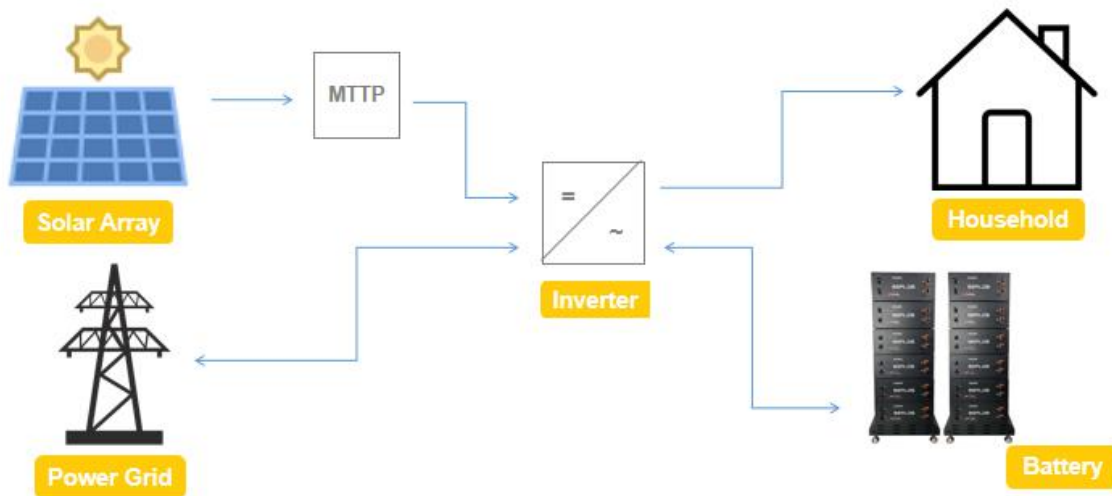 MTTP
=
~
Solar Array
Household
Inverter
Power Grid
Battery